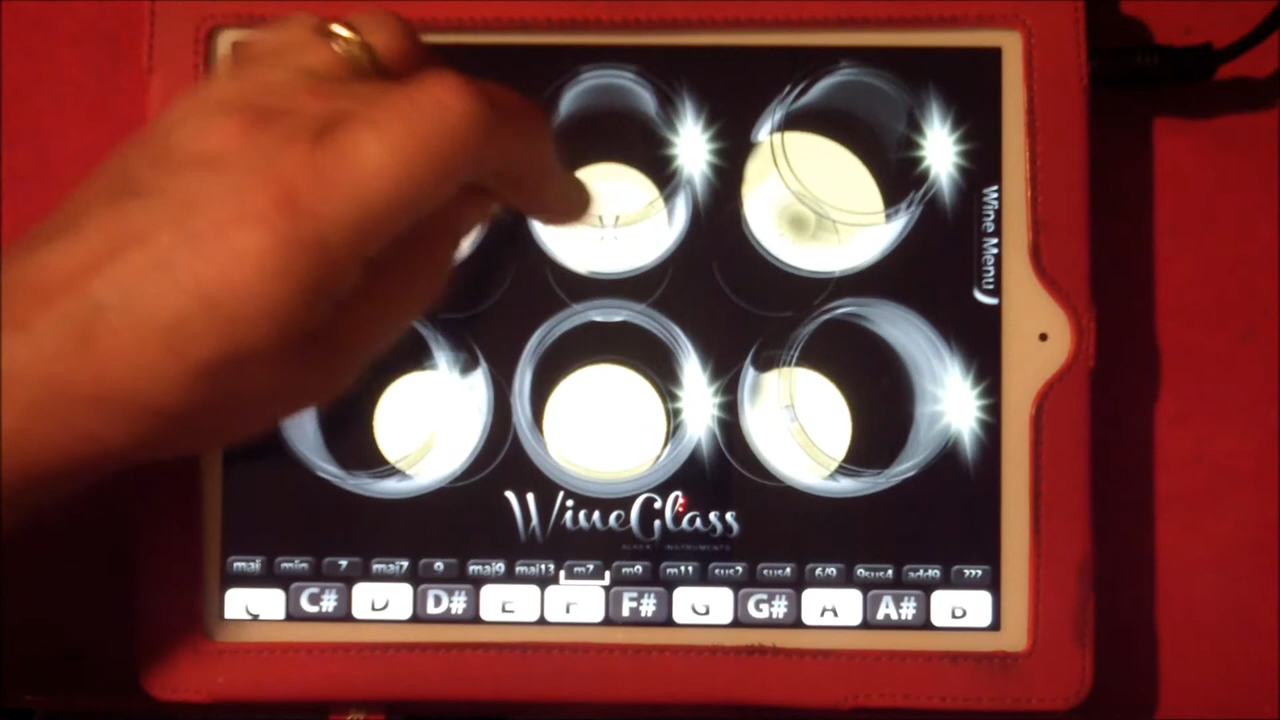 Wine Menu
WineGlass
INSTRUMENTS
maj min 7 maj7 9 maj9 maj13 m7 m9 m11 sus2 sus4 6/9 9sus4 add9 ???
C C# D D# E F F# G G# A A# B